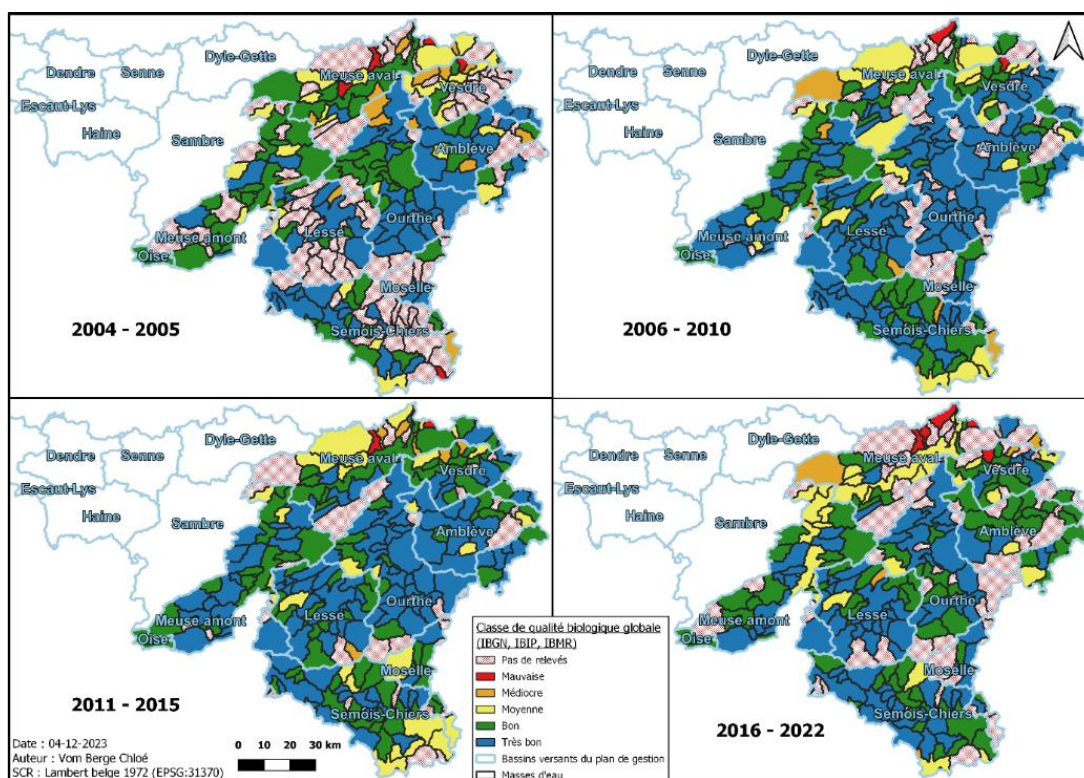 Dyle-Gette
Dendre
Senne
Meuse aval
Escaut-Lys
Vesdre
Haine
Sambre
Amblève
Ourthe
Lesse
Meuse amont
Oise
Moselle
Semois-Chiers
2004 - 2005
Dyle-Gette
Dendre
Senne
Meuse aval
Escaut-Lys
Vesdre
Haine
Sambre
Amblève
Ourthe
Lesse
Meuse amont
Oise
Moselle
Semois-Chiers
2006 - 2010
Dyle-Gette
Dendre
Senne
Meuse aval
Escaut-Lys
Vesdre
Haine
Sambre
Amblève
Ourthe
Lesse
Meuse amont
Oise
Moselle
Semois-Chiers
2011 - 2015
Date : 04-12-2023
Auteur : Vom Berge Chloé
SCR : Lambert belge 1972 (EPSG:31370)
0 10 20 30 km
Classe de qualité biologique globale
(IBGN, IBIP, IBMR)
Pas de relevés
Mauvaise
Médiocre
Moyenne
Bon
Très bon
Bassins versants du plan de gestion
Masses d'eau
Dyle-Gette
Dendre
Senne
Meuse aval
Escaut-Lys
Vesdre
Haine
Sambre
Amblève
Ourthe
Lesse
Meuse amont
Oise
Moselle
Semois-Chiers
2016 - 2022